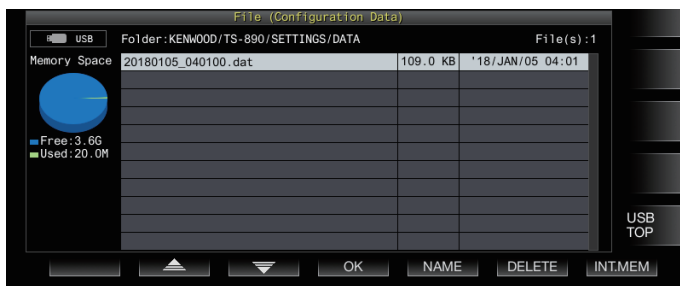 File (Configuration Data)
USB Folder:KENWOOD/TS-890/SETTINGS/DATA File(s):1
Memory Space 20180105_040100.dat 109.0 KB '18/JAN/05 04:01
Free:3.6G
Used:20.0M
USB
TOP
OK NAME DELETE INT.MEM